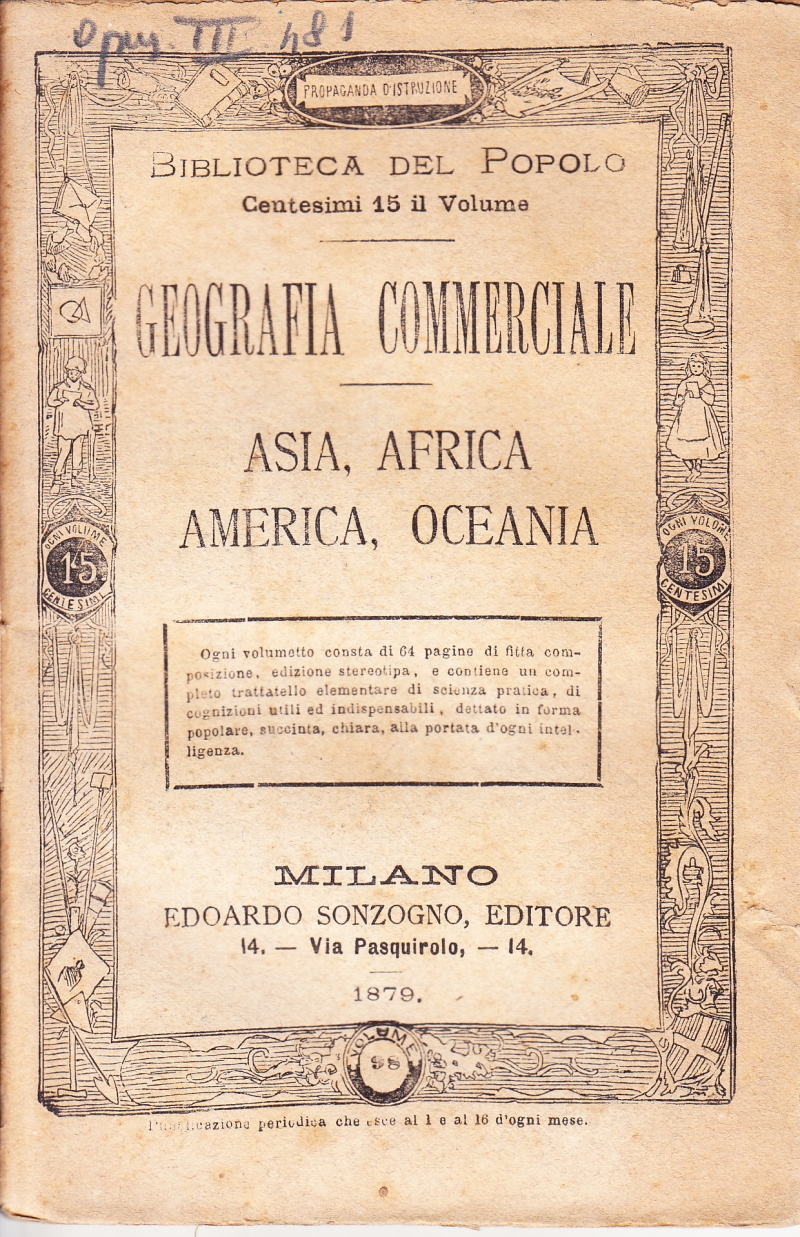 Opus. III 481
PROPAGANDA D'ISTRUZIONE
BIBLIOTECA DEL POPOLO
Centesimi 15 il Volume
GEOGRAFIA COMMERCIALE
ASIA, AFRICA
AMERICA, OCEANIA
OGNI VOLUME
15
CENTESIMI
OGNI VOLUME
15
CENTESIMI
Ogni volumetto consta di 64 pagine di fitta com-
posizione, edizione stereotipa, e contiene un com-
pleto trattatello elementare di scienza pratica, di
cognizioni utili ed indispensabili, dettato in forma
popolare, succinta, chiara, alla portata d'ogni intel-
ligenza.
MILANO
EDOARDO SONZOGNO, EDITORE
14. — Via Pasquirolo, — 14.
1879.
VOLUME
98
Pubblicazione periodica che esce al 1 e al 16 d'ogni mese.